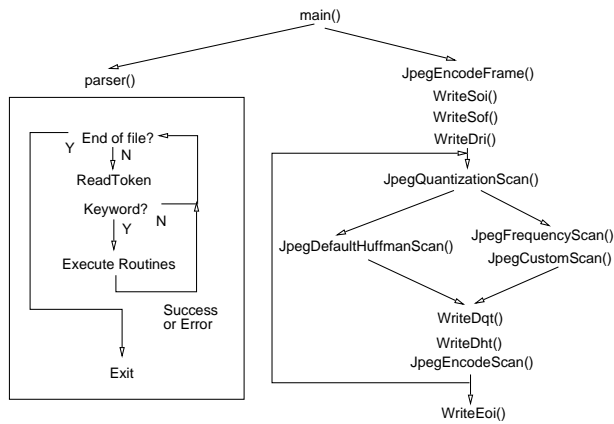 main()
parser()
End of file?
Y
N
ReadToken
Keyword?
N
Y
Execute Routines
Success
or Error
Exit
JpegEncodeFrame()
WriteSoi()
WriteSof()
WriteDri()
JpegQuantizationScan()
JpegDefaultHuffmanScan()
JpegFrequencyScan()
JpegCustomScan()
WriteDqt()
WriteDht()
JpegEncodeScan()
WriteEoi()